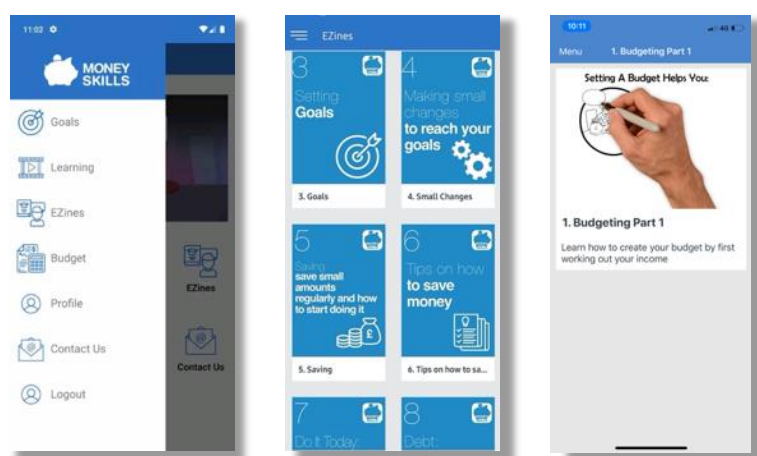 11:02
MONEY
SKILLS
Goals
Learning
EZines
Budget
Profile
Contact Us
Logout
EZines
Contact Us
EZines
3
Setting
Goals
3. Goals
4
Making small
changes
to reach your
goals
4. Small Changes
5
Saving
save small
amounts
regularly and how
to start doing it
5. Saving
6
Tips on how
to save
money
6. Tips on how to sa...
7
Do It Today:
8
Debt:
10:11
4G
Menu
1. Budgeting Part 1
Setting A Budget Helps You:
1. Budgeting Part 1
Learn how to create your budget by first
working out your income